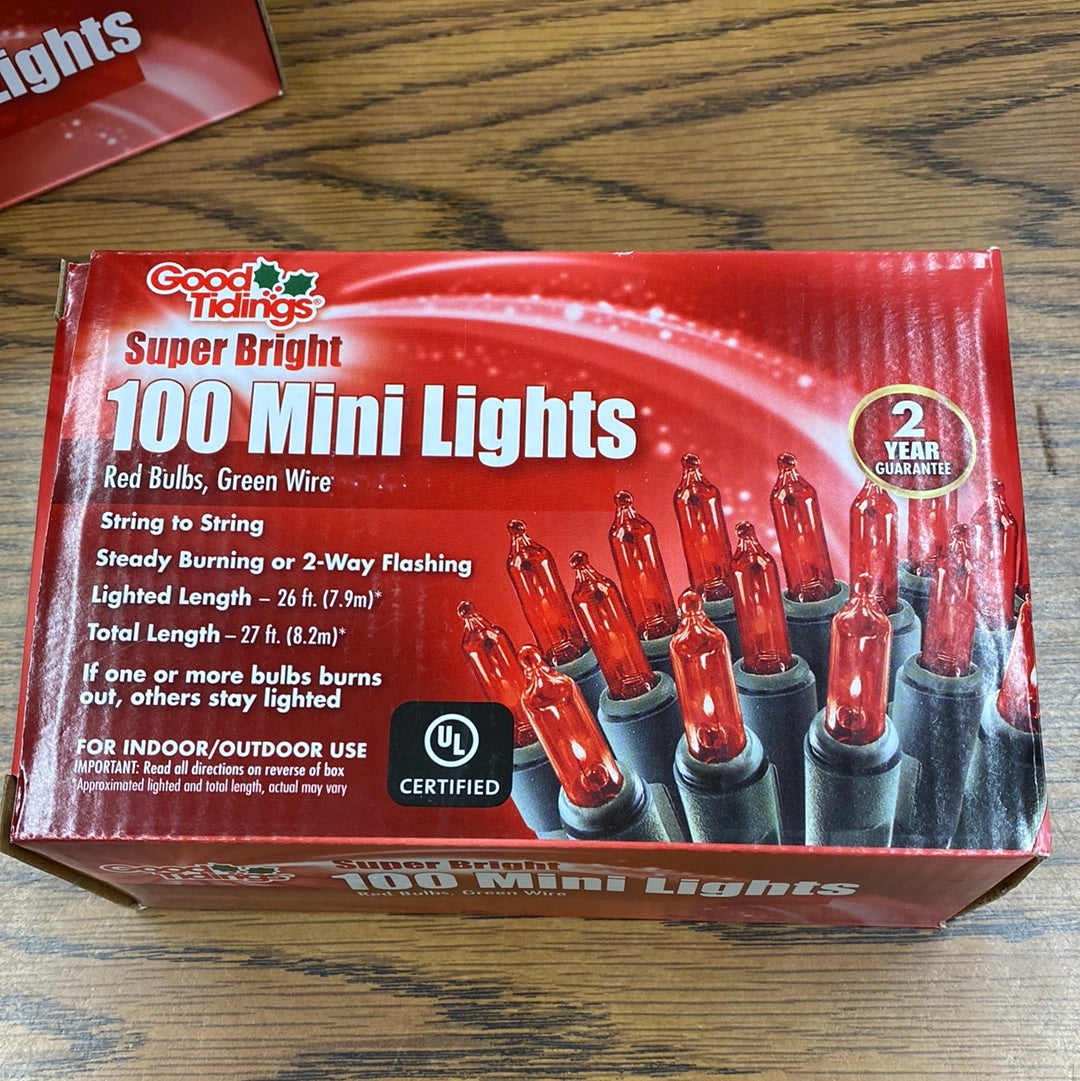 Lights
Good
Tidings®
Super Bright
100 Mini Lights
Red Bulbs, Green Wire
2
YEAR
GUARANTEE
String to String
Steady Burning or 2-Way Flashing
Lighted Length – 26 ft. (7.9m)*
Total Length – 27 ft. (8.2m)*
If one or more bulbs burns
out, others stay lighted
UL
CERTIFIED
FOR INDOOR/OUTDOOR USE
IMPORTANT: Read all directions on reverse of box
*Approximated lighted and total length, actual may vary
Good
Tidings
Super Bright
100 Mini Lights
Red Bulbs, Green Wire